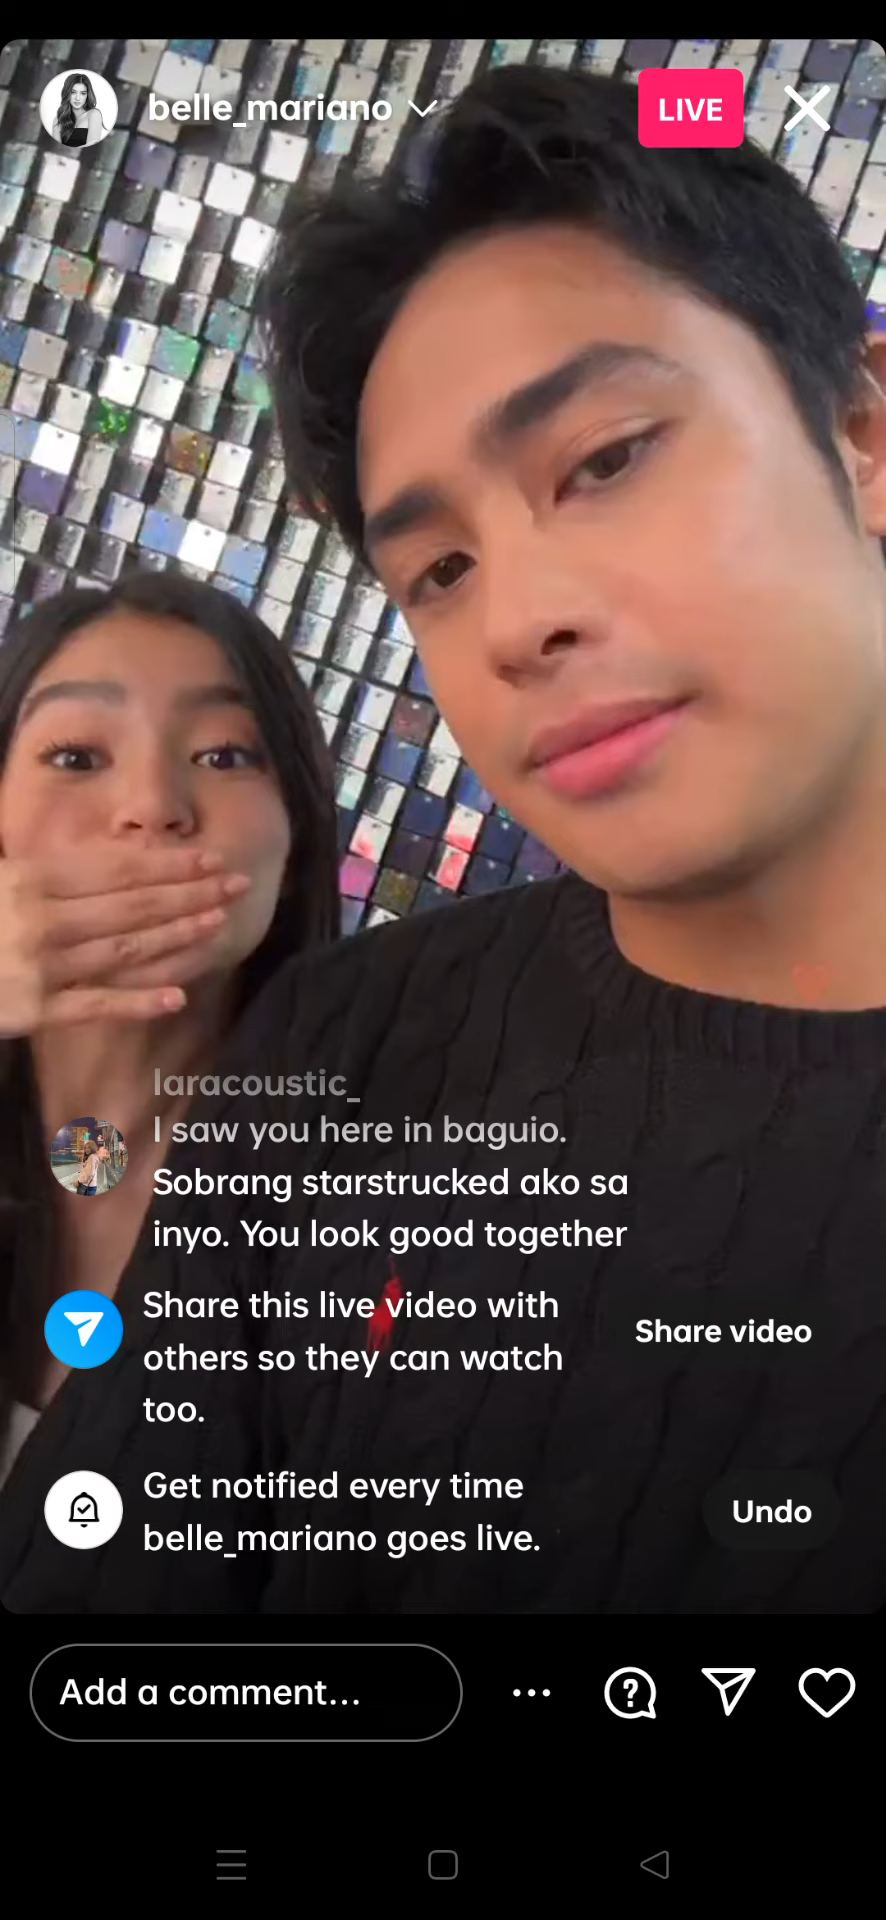 belle_mariano
LIVE
laracoustic_
I saw you here in baguio.
Sobrang starstrucked ako sa
inyo. You look good together
Share this live video with
others so they can watch
too.
Share video
Get notified every time
belle_mariano goes live.
Undo
Add a comment...